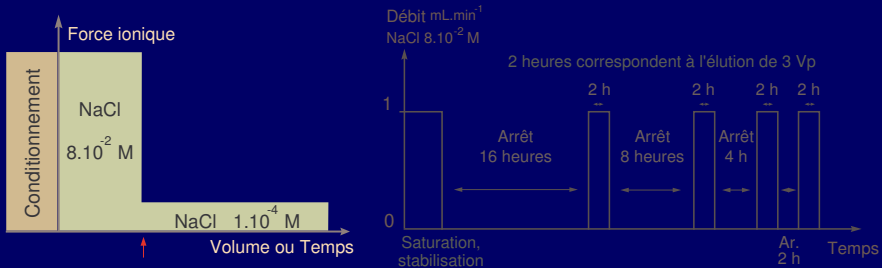 Force ionique
Conditionnement
NaCl
8.10⁻² M
NaCl 1.10⁻⁴ M
Volume ou Temps
Débit mL.min⁻¹
NaCl 8.10⁻² M
2 heures correspondent à l'élution de 3 Vp
2 h
2 h
2 h
2 h
1
Arrêt
16 heures
Arrêt
8 heures
Arrêt
4 h
0
Saturation,
stabilisation
Ar.
2 h
Temps